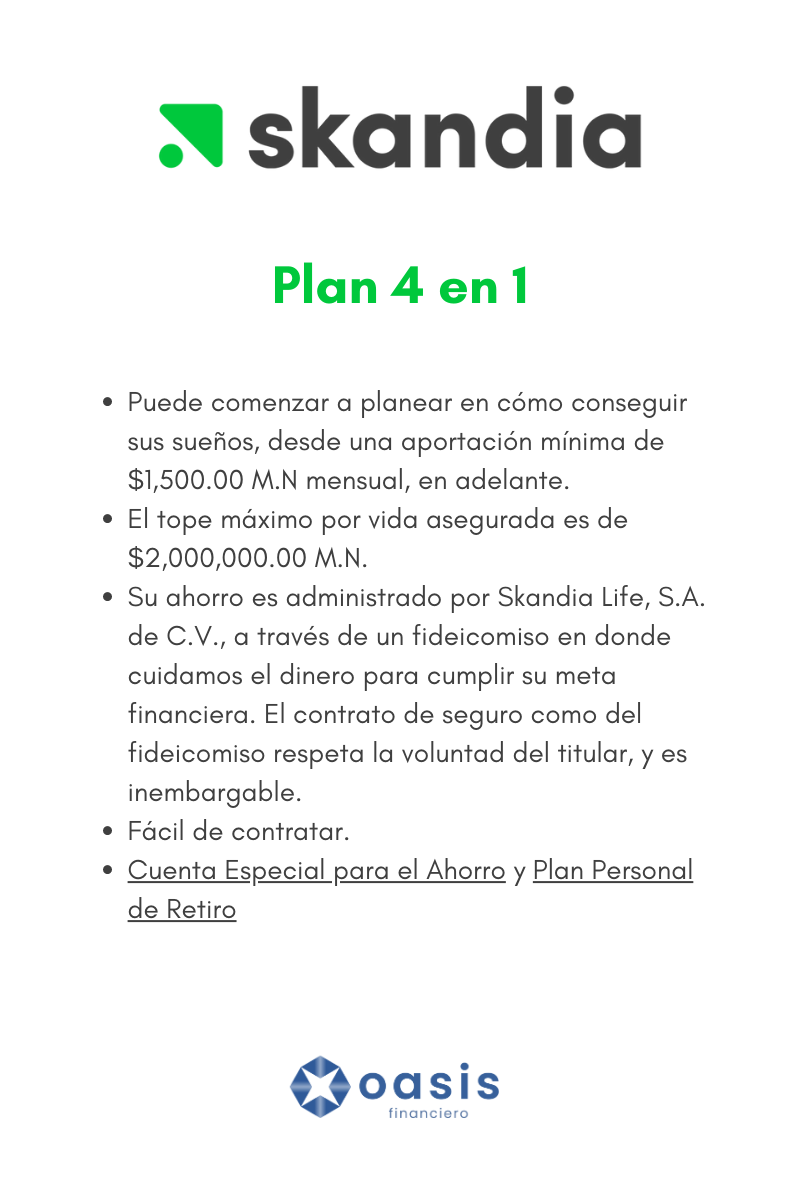 skandia
Plan 4 en 1
• Puede comenzar a planear en cómo conseguir
sus sueños, desde una aportación mínima de
$1,500.00 M.N mensual, en adelante.
• El tope máximo por vida asegurada es de
$2,000,000.00 M.N.
• Su ahorro es administrado por Skandia Life, S.A.
de C.V., a través de un fideicomiso en donde
cuidamos el dinero para cumplir su meta
financiera. El contrato de seguro como del
fideicomiso respeta la voluntad del titular, y es
inembargable.
• Fácil de contratar.
• Cuenta Especial para el Ahorro y Plan Personal
de Retiro
oasis
financiero